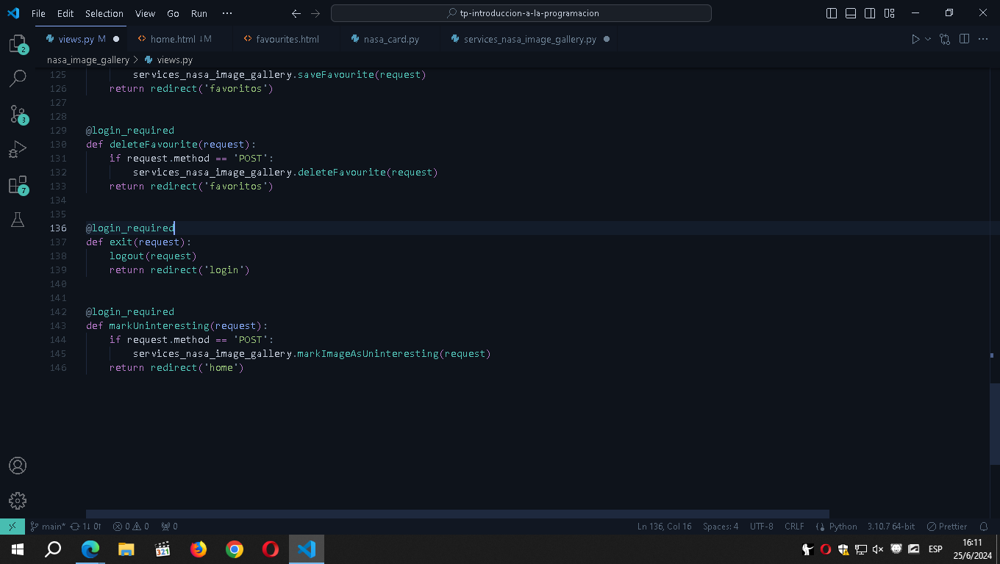 File Edit Selection View Go Run ··· tp-introduccion-a-la-programacion
views.py M home.html ↓M favourites.html nasa_card.py services_nasa_image_gallery.py
nasa_image_gallery > views.py
125 services_nasa_image_gallery.saveFavourite(request)
126 return redirect('favoritos')
127
128
129 @login_required
130 def deleteFavourite(request):
131 if request.method == 'POST':
132 services_nasa_image_gallery.deleteFavourite(request)
133 return redirect('favoritos')
134
135
136 @login_required
137 def exit(request):
138 logout(request)
139 return redirect('login')
140
141
142 @login_required
143 def markUninteresting(request):
144 if request.method == 'POST':
145 services_nasa_image_gallery.markImageAsUninteresting(request)
146 return redirect('home')
2
3
7
main* 1↓ 0↑ 0 0 0 Ln 136, Col 16 Spaces: 4 UTF-8 CRLF Python 3.10.7 64-bit Prettier
321 ESP 16:11
25/6/2024